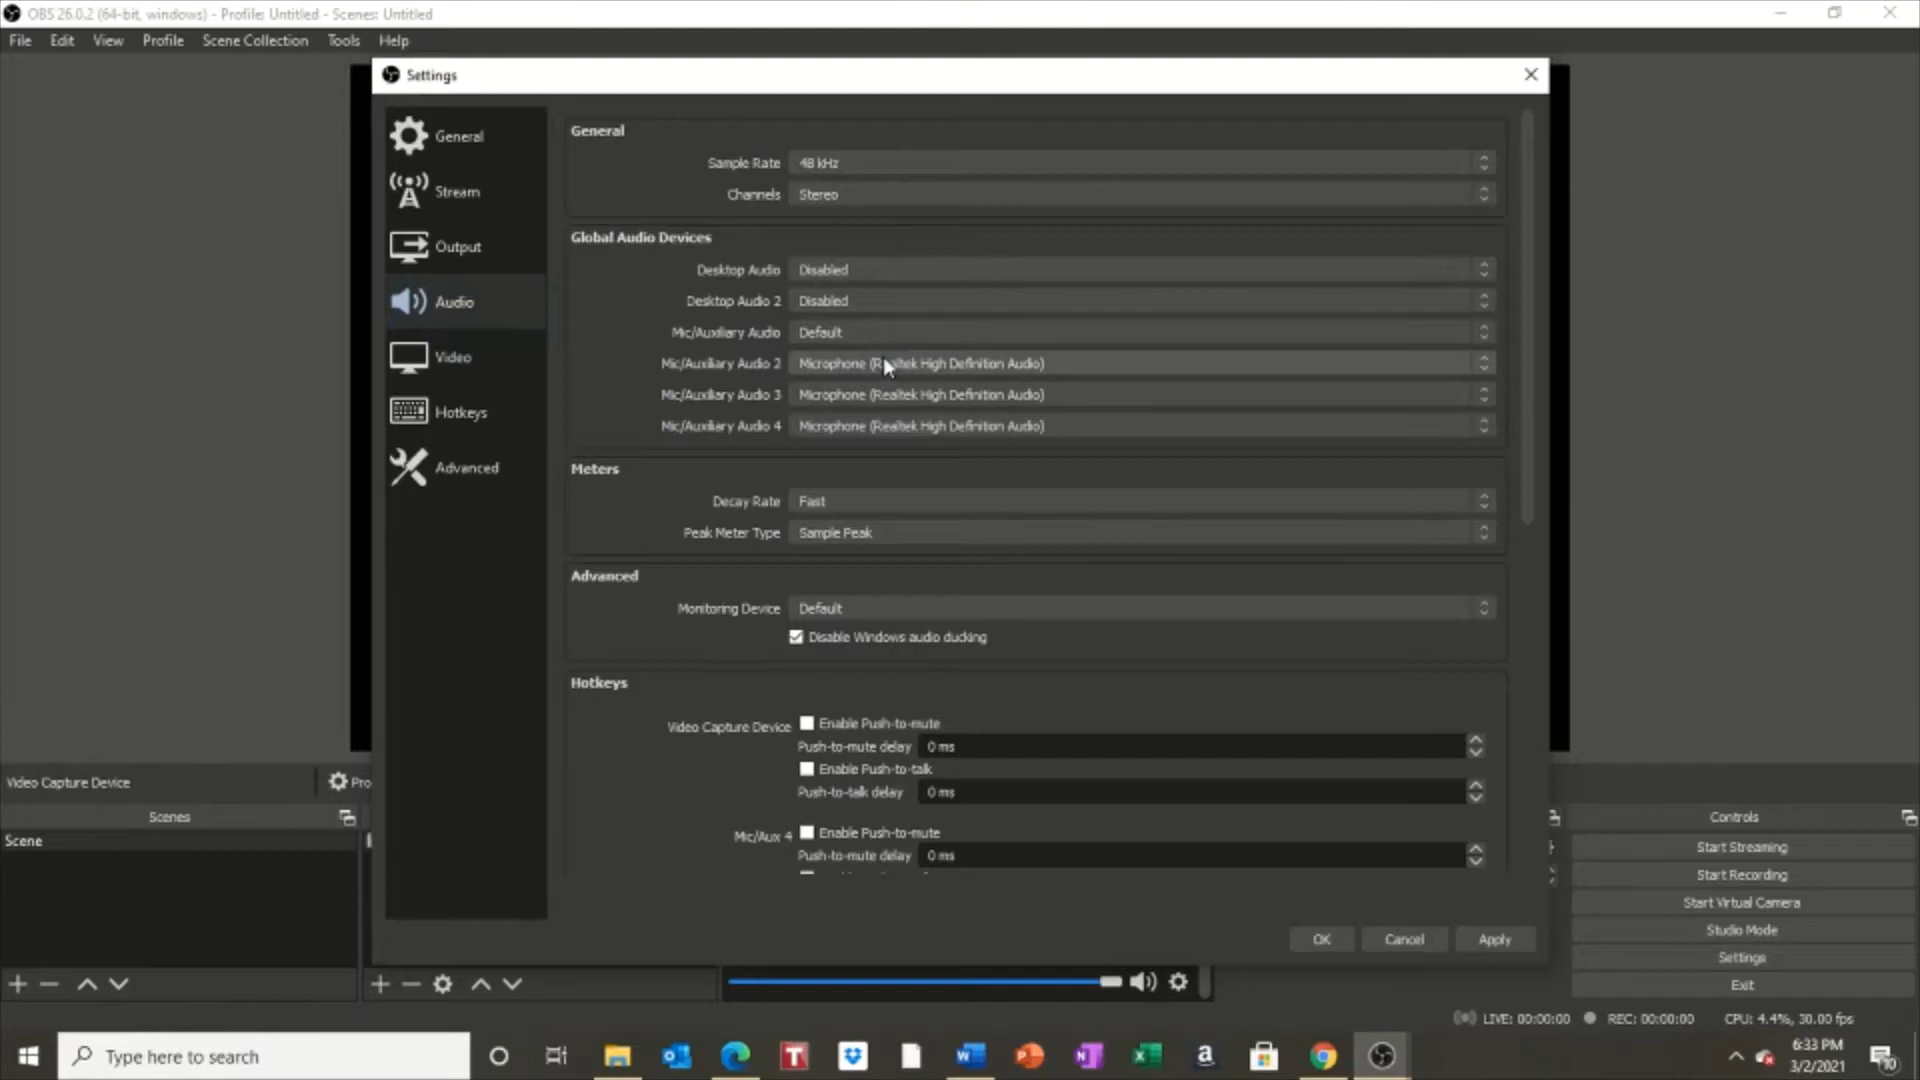 OBS 26.0.2 (64-bit, windows) - Profile: Untitled - Scenes: Untitled
File Edit View Profile Scene Collection Tools Help
Settings
General
Stream
Output
Audio
Video
Hotkeys
Advanced
General
Sample Rate 48 kHz
Channels Stereo
Global Audio Devices
Desktop Audio Disabled
Desktop Audio 2 Disabled
Mic/Auxiliary Audio Default
Mic/Auxiliary Audio 2 Microphone (Realtek High Definition Audio)
Mic/Auxiliary Audio 3 Microphone (Realtek High Definition Audio)
Mic/Auxiliary Audio 4 Microphone (Realtek High Definition Audio)
Meters
Decay Rate Fast
Peak Meter Type Sample Peak
Advanced
Monitoring Device Default
Disable Windows audio ducking
Hotkeys
Video Capture Device Enable Push-to-mute
Push-to-mute delay 0 ms
Enable Push-to-talk
Push-to-talk delay 0 ms
Mic/Aux 4 Enable Push-to-mute
Push-to-mute delay 0 ms
OK Cancel Apply
Video Capture Device Pro
Scenes
Scene
Controls
Start Streaming
Start Recording
Start Virtual Camera
Studio Mode
Settings
Exit
LIVE: 00:00:00 REC: 00:00:00 CPU: 4.4%, 30.00 fps
Type here to search
6:33 PM
3/2/2021
10